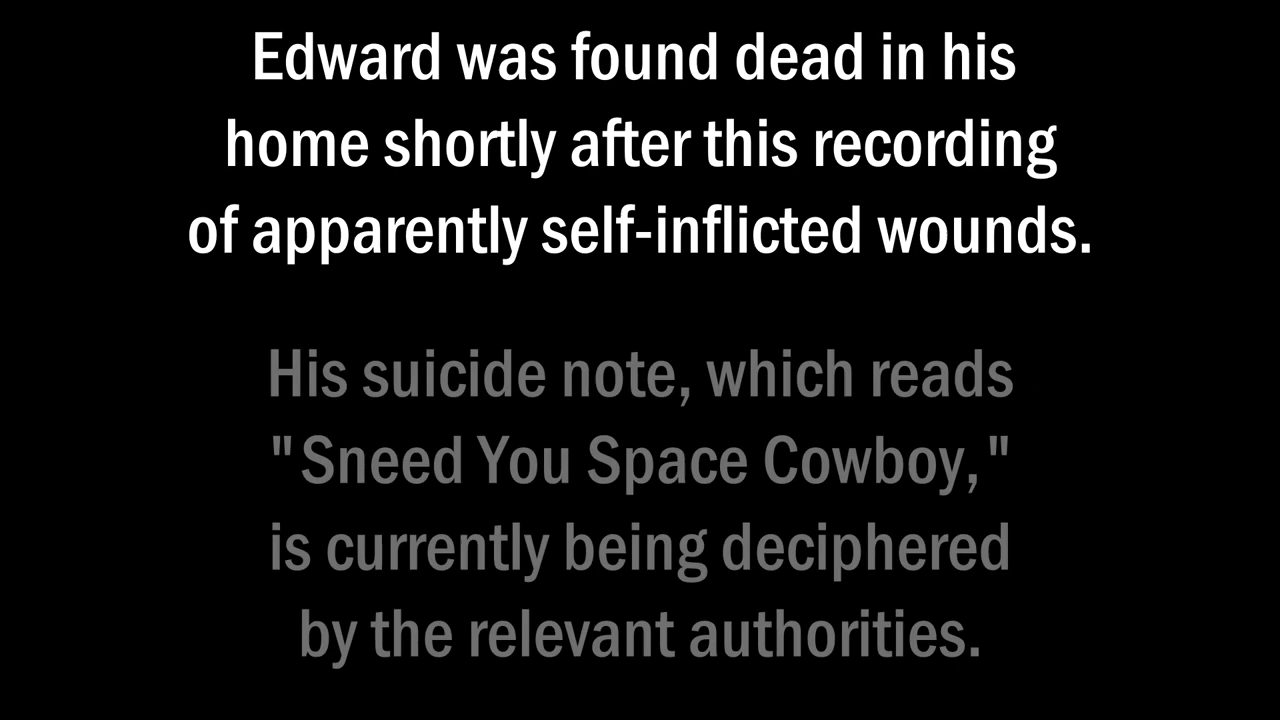 Edward was found dead in his
home shortly after this recording
of apparently self-inflicted wounds.
His suicide note, which reads
"Sneed You Space Cowboy,"
is currently being deciphered
by the relevant authorities.